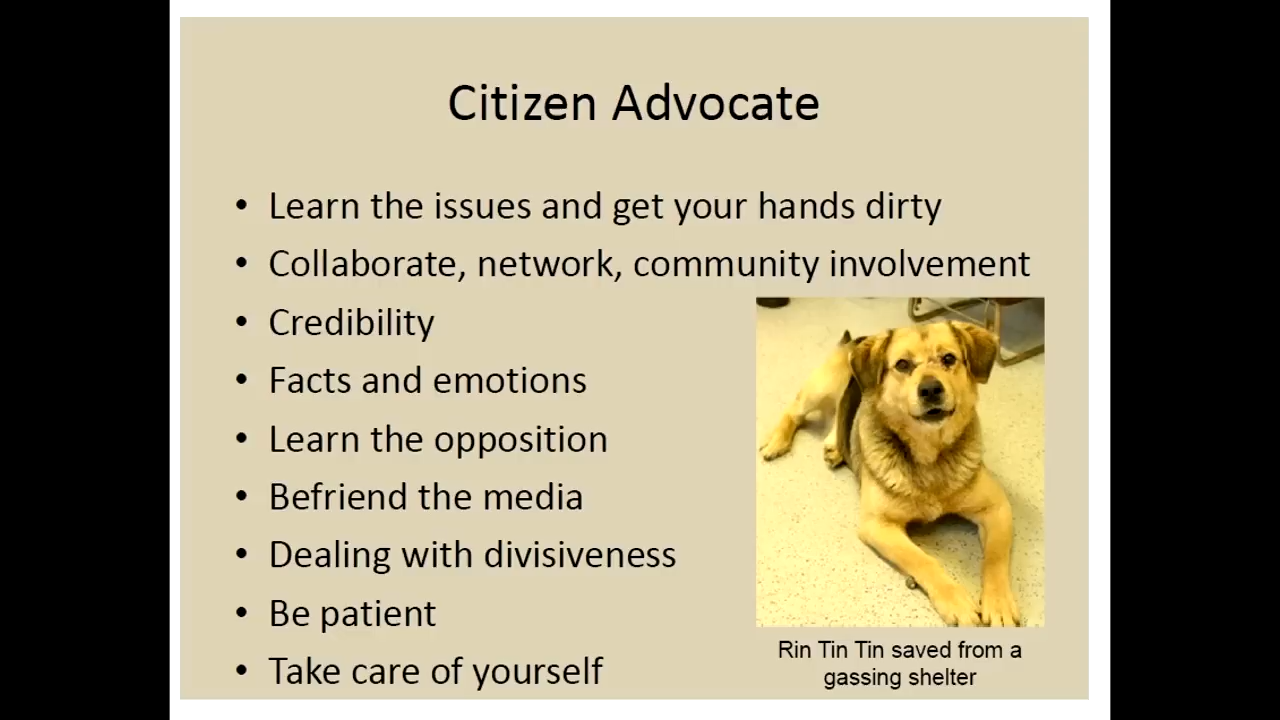 Citizen Advocate
• Learn the issues and get your hands dirty
• Collaborate, network, community involvement
• Credibility
• Facts and emotions
• Learn the opposition
• Befriend the media
• Dealing with divisiveness
• Be patient
• Take care of yourself
Rin Tin Tin saved from a
gassing shelter